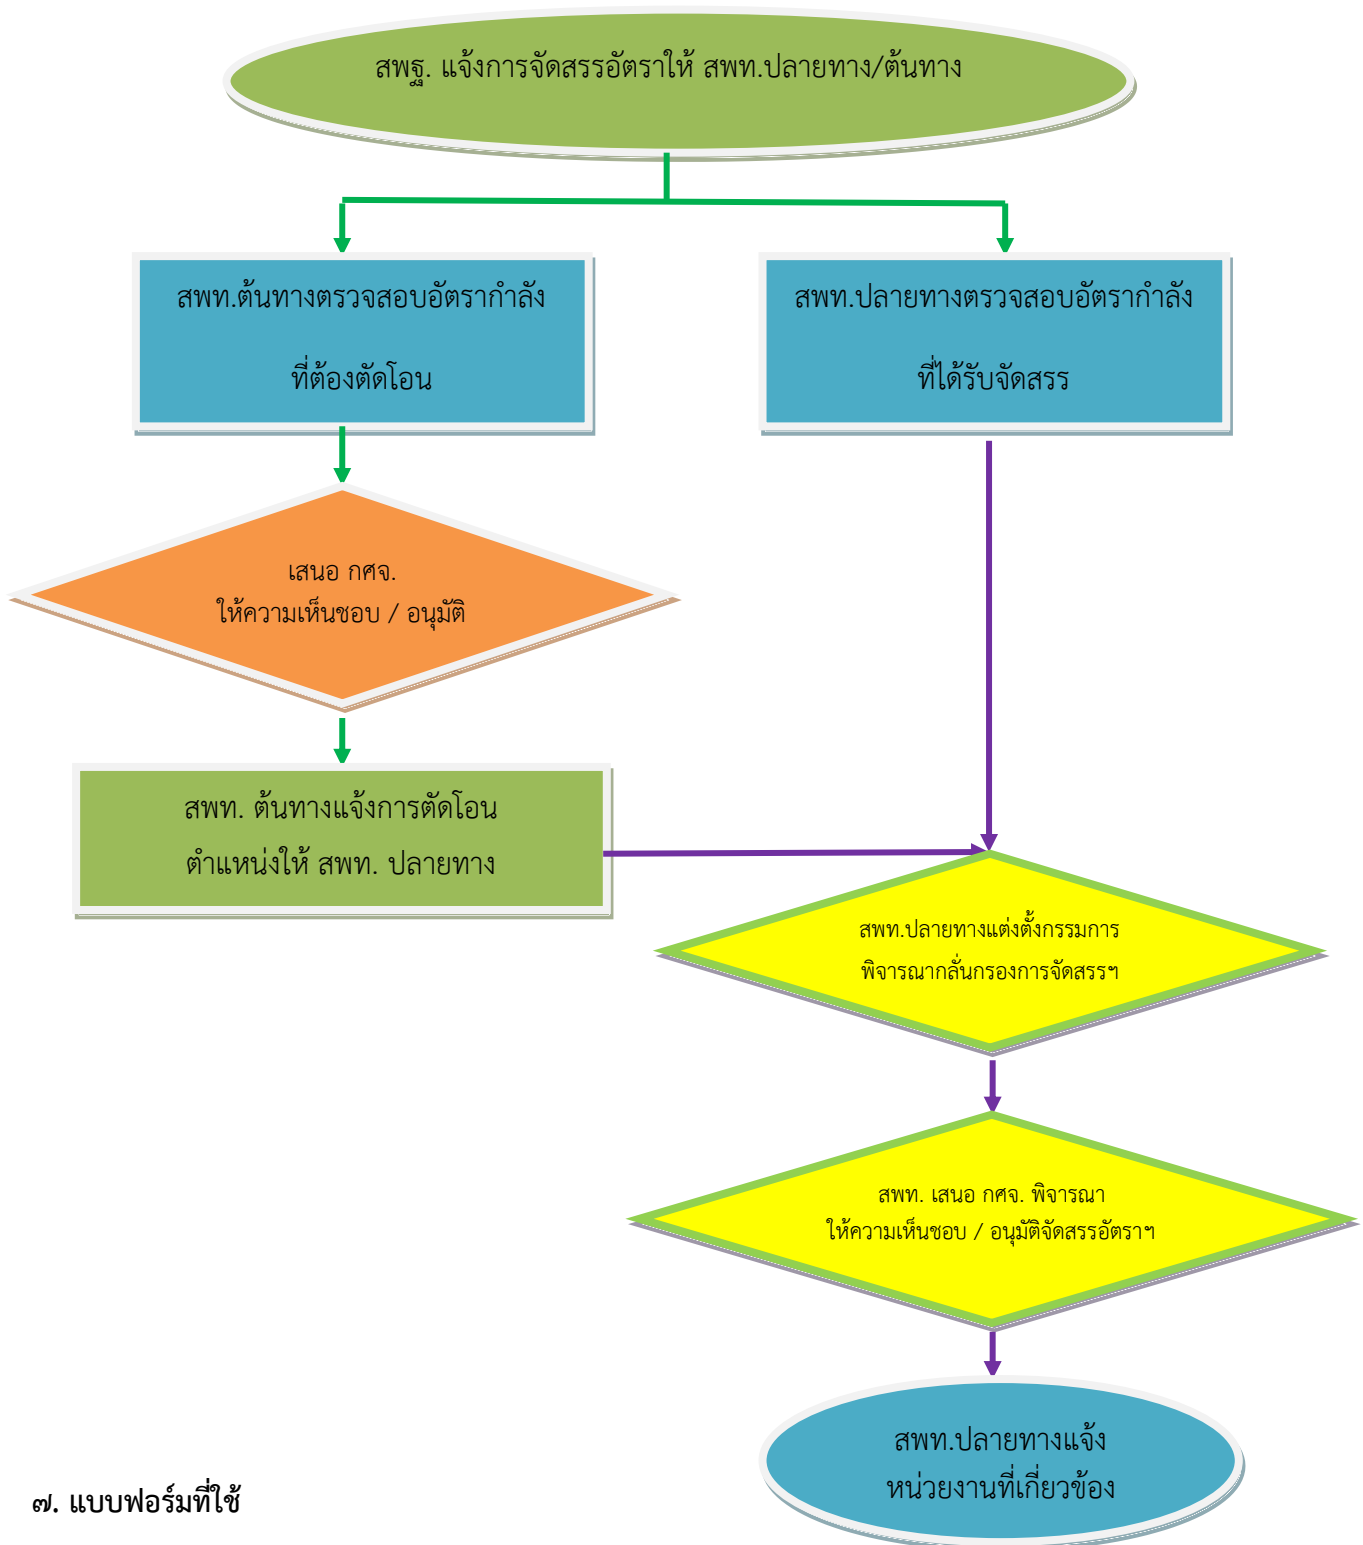 สพฐ. แจ้งการจัดสรรอัตราให้ สพท.ปลายทาง/ต้นทาง
สพท.ต้นทางตรวจสอบอัตรากำลัง
ที่ต้องตัดโอน
สพท.ปลายทางตรวจสอบอัตรากำลัง
ที่ได้รับจัดสรร
เสนอ กศจ.
ให้ความเห็นชอบ / อนุมัติ
สพท. ต้นทางแจ้งการตัดโอน
ตำแหน่งให้ สพท. ปลายทาง
สพท.ปลายทางแต่งตั้งกรรมการ
พิจารณากลั่นกรองการจัดสรรฯ
สพท. เสนอ กศจ. พิจารณา
ให้ความเห็นชอบ / อนุมัติจัดสรรอัตราฯ
สพท.ปลายทางแจ้ง
หน่วยงานที่เกี่ยวข้อง
๗. แบบฟอร์มที่ใช้